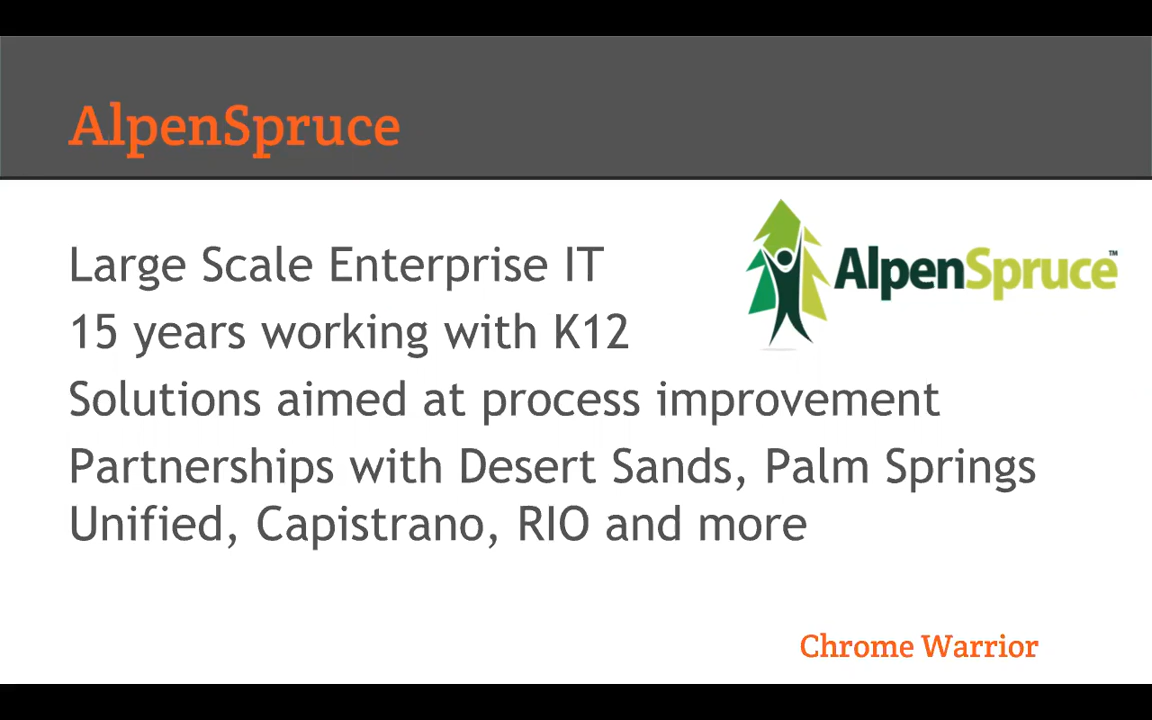 AlpenSpruce
AlpenSpruce™
Large Scale Enterprise IT
15 years working with K12
Solutions aimed at process improvement
Partnerships with Desert Sands, Palm Springs
Unified, Capistrano, RIO and more
Chrome Warrior